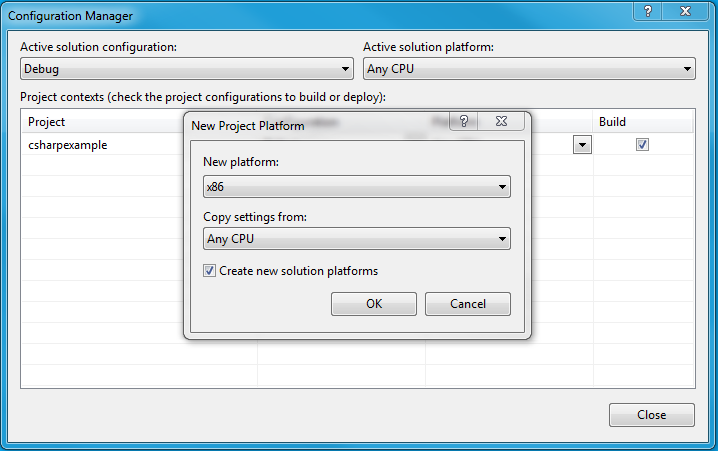 Configuration Manager
Active solution configuration: Active solution platform:
Debug Any CPU
Project contexts (check the project configurations to build or deploy):
Project Build
csharpexample
New Project Platform
New platform:
x86
Copy settings from:
Any CPU
Create new solution platforms
OK Cancel
Close